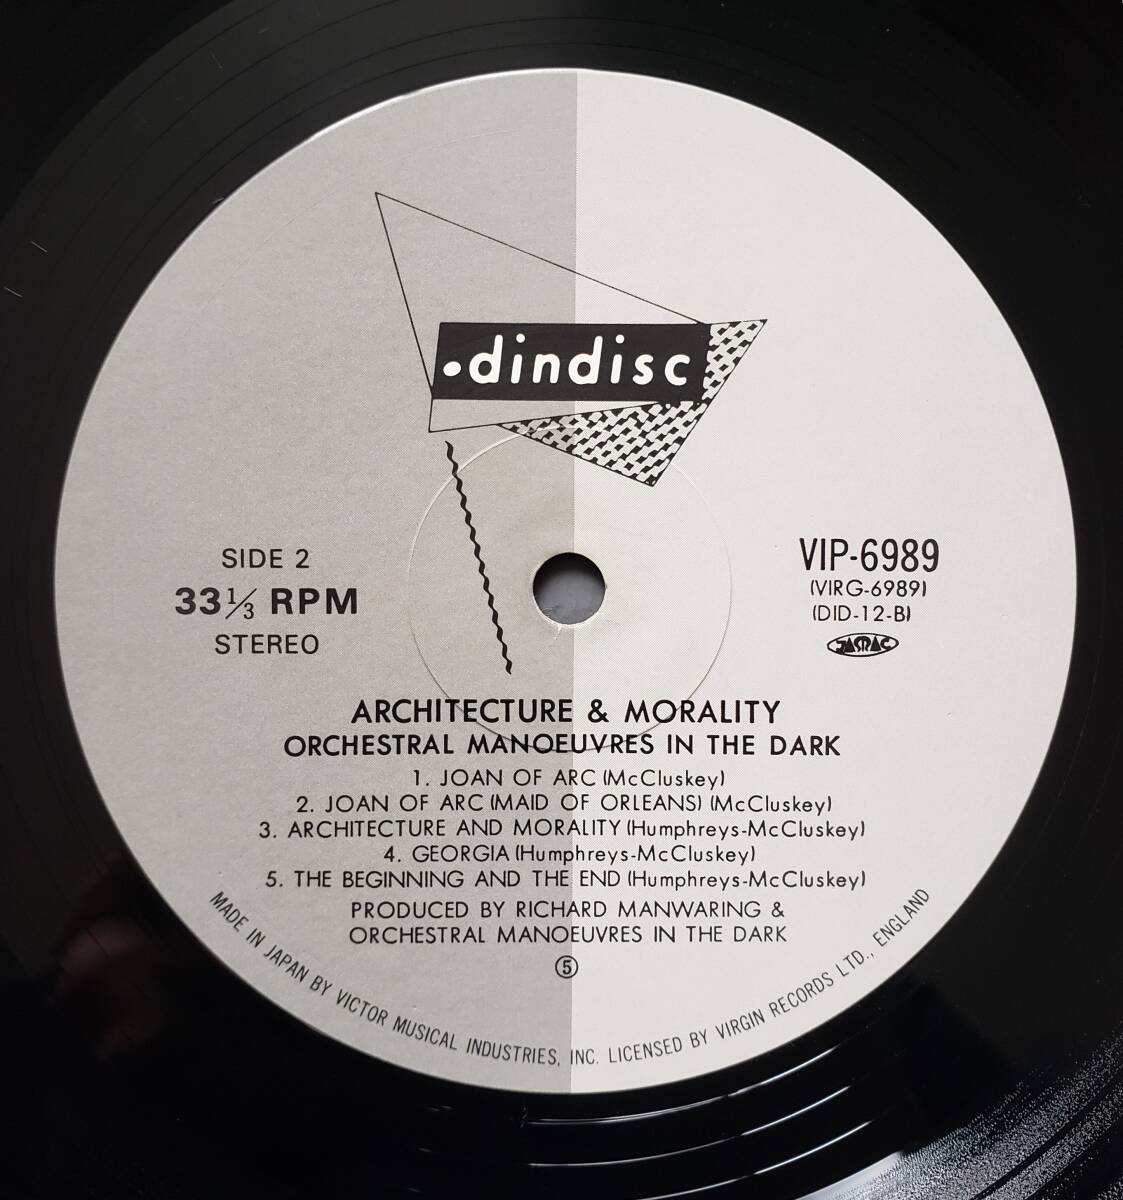 .dindisc
SIDE 2
33 1/3 RPM
STEREO
VIP-6989
(VIRG-6989)
(DID-12-B)
JASRAC
ARCHITECTURE & MORALITY
ORCHESTRAL MANOEUVRES IN THE DARK
1. JOAN OF ARC (McCluskey)
2. JOAN OF ARC (MAID OF ORLEANS) (McCluskey)
3. ARCHITECTURE AND MORALITY (Humphreys-McCluskey)
4. GEORGIA (Humphreys-McCluskey)
5. THE BEGINNING AND THE END (Humphreys-McCluskey)
PRODUCED BY RICHARD MANWARING &
ORCHESTRAL MANOEUVRES IN THE DARK
⑤
MADE IN JAPAN BY VICTOR MUSICAL INDUSTRIES, INC. LICENSED BY VIRGIN RECORDS LTD., ENGLAND